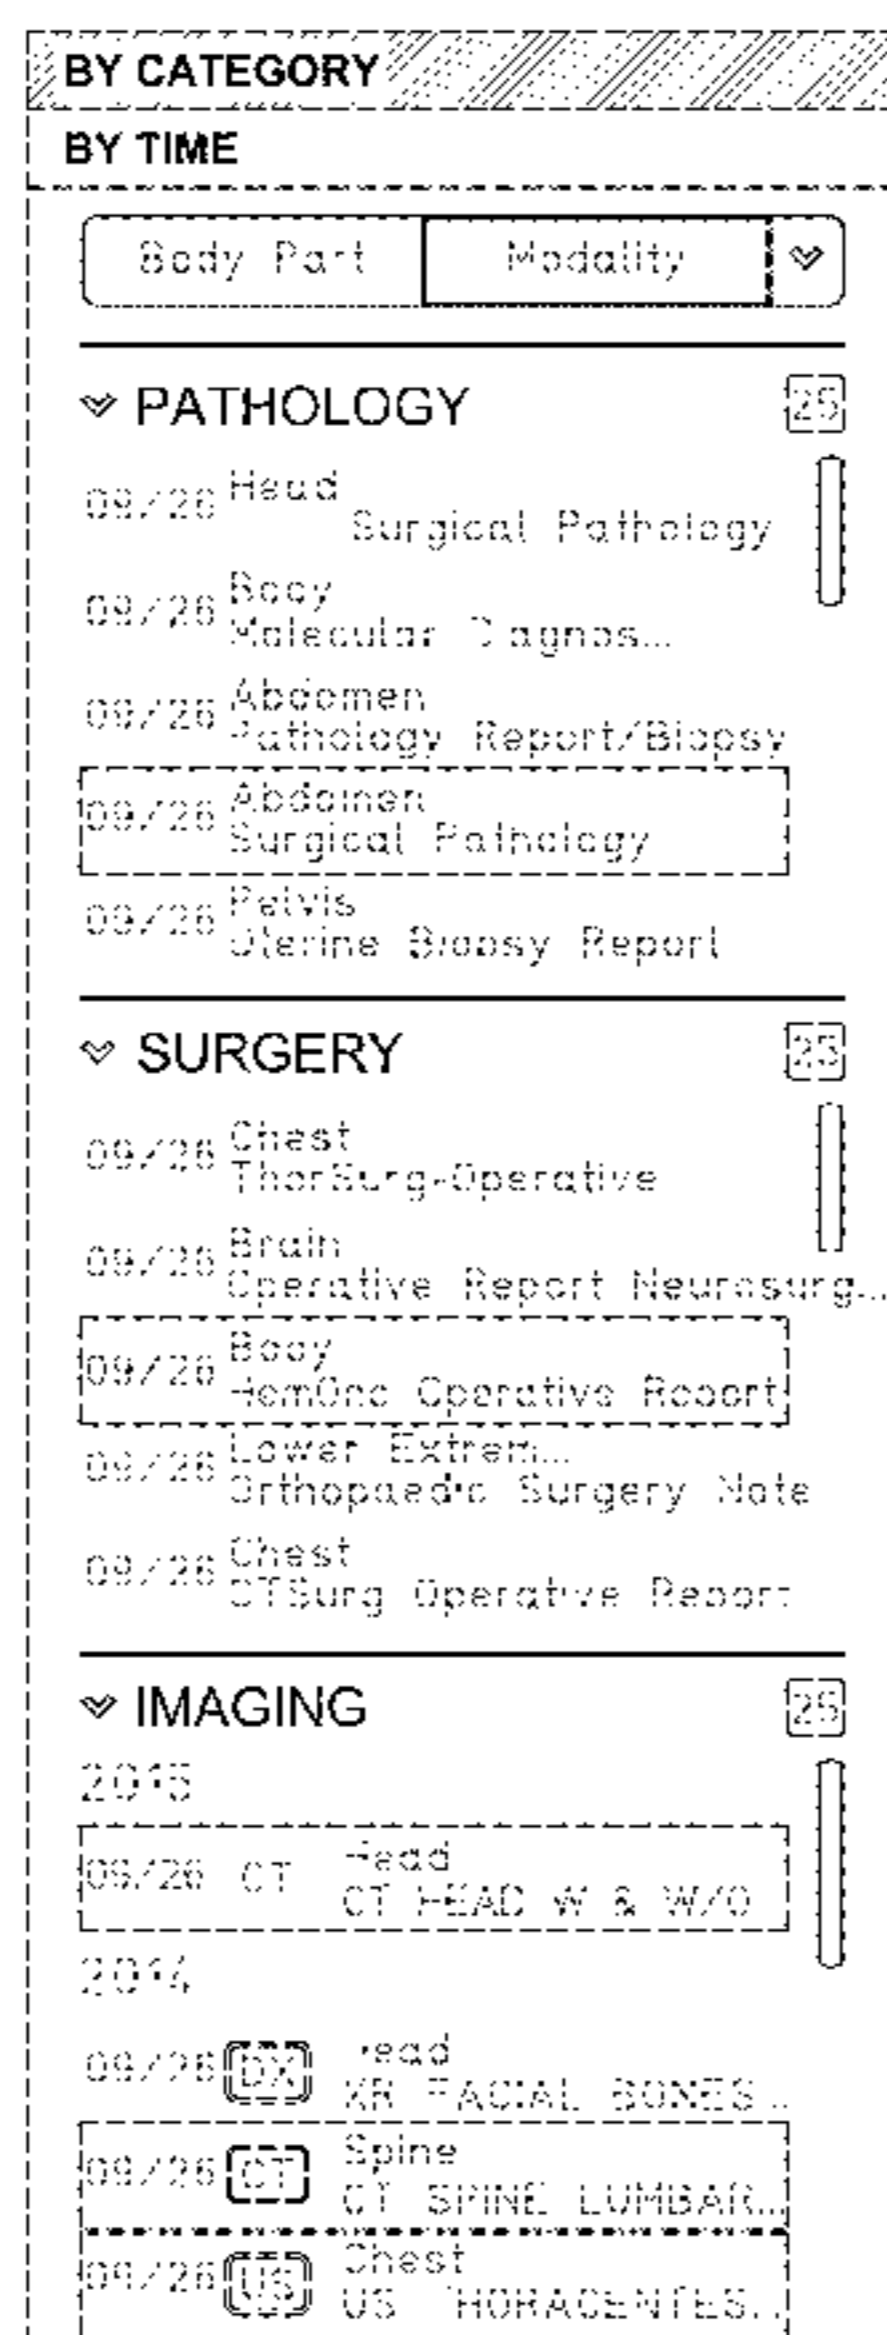 BY CATEGORY
BY TIME
Body Part Modality
PATHOLOGY 25
09/26 Head
Surgical Pathology
09/26 Body
Molecular Diagnos...
09/26 Abdomen
Pathology Report/Biopsy
09/26 Abdomen
Surgical Pathology
09/26 Pelvis
Uterine Biopsy Report
SURGERY 25
09/26 Chest
ThorSurg-Operative
09/26 Brain
Operative Report Neurosurg...
09/26 Body
HemOnc Operative Report
09/26 Lower Extrem...
Orthopaedic Surgery Note
09/26 Chest
CTSurg Operative Report
IMAGING 25
2015
09/26 CT Head
CT HEAD W & W/O
2014
09/26 DX Head
XR FACIAL BONES...
09/26 CT Spine
CT SPINE LUMBAR...
09/26 US Chest
US THORACENTES...